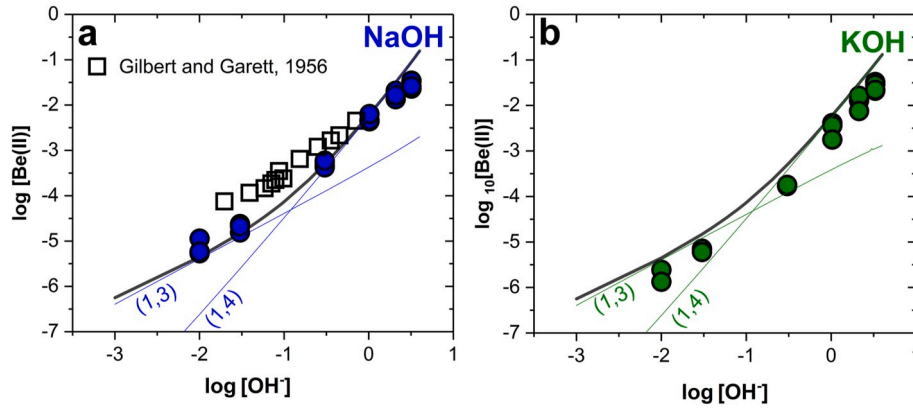 a
NaOH
Gilbert and Garett, 1956
log [Be(II)]
0
-1
-2
-3
-4
-5
-6
-7
(1,3)
(1,4)
-3 -2 -1 0 1
log [OH-]
b
KOH
log 10[Be(II)]
0
-1
-2
-3
-4
-5
-6
-7
(1,3)
(1,4)
-3 -2 -1 0 1
log [OH-]